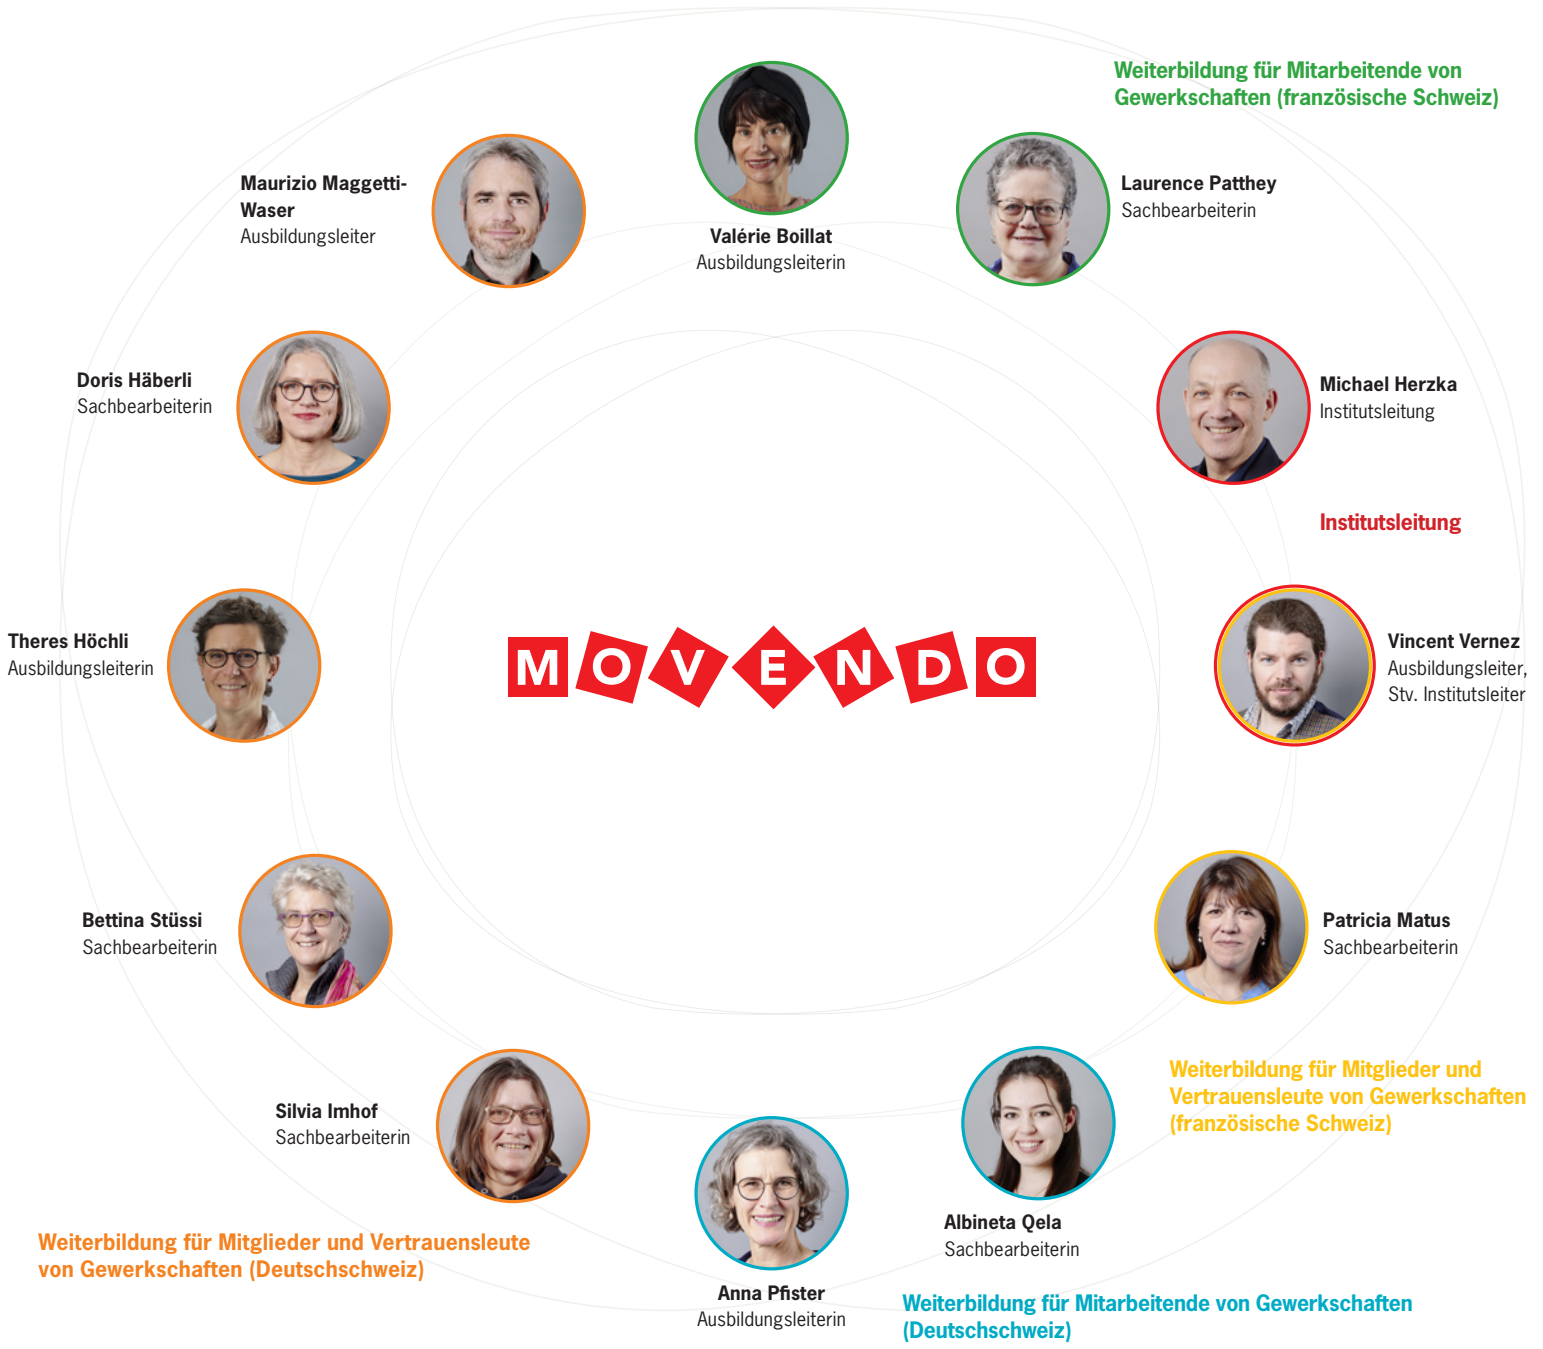 Weiterbildung für Mitarbeitende von
Gewerkschaften (französische Schweiz)
Maurizio Maggetti-
Waser
Ausbildungsleiter
Valérie Boillat
Ausbildungsleiterin
Laurence Patthey
Sachbearbeiterin
Doris Häberli
Sachbearbeiterin
Michael Herzka
Institutsleitung
Institutsleitung
Theres Höchli
Ausbildungsleiterin
MOVENDO
Vincent Vernez
Ausbildungsleiter,
Stv. Institutsleiter
Bettina Stüssi
Sachbearbeiterin
Patricia Matus
Sachbearbeiterin
Weiterbildung für Mitglieder und
Vertrauensleute von Gewerkschaften
(französische Schweiz)
Silvia Imhof
Sachbearbeiterin
Albineta Qela
Sachbearbeiterin
Weiterbildung für Mitglieder und Vertrauensleute
von Gewerkschaften (Deutschschweiz)
Anna Pfister
Ausbildungsleiterin
Weiterbildung für Mitarbeitende von Gewerkschaften
(Deutschschweiz)